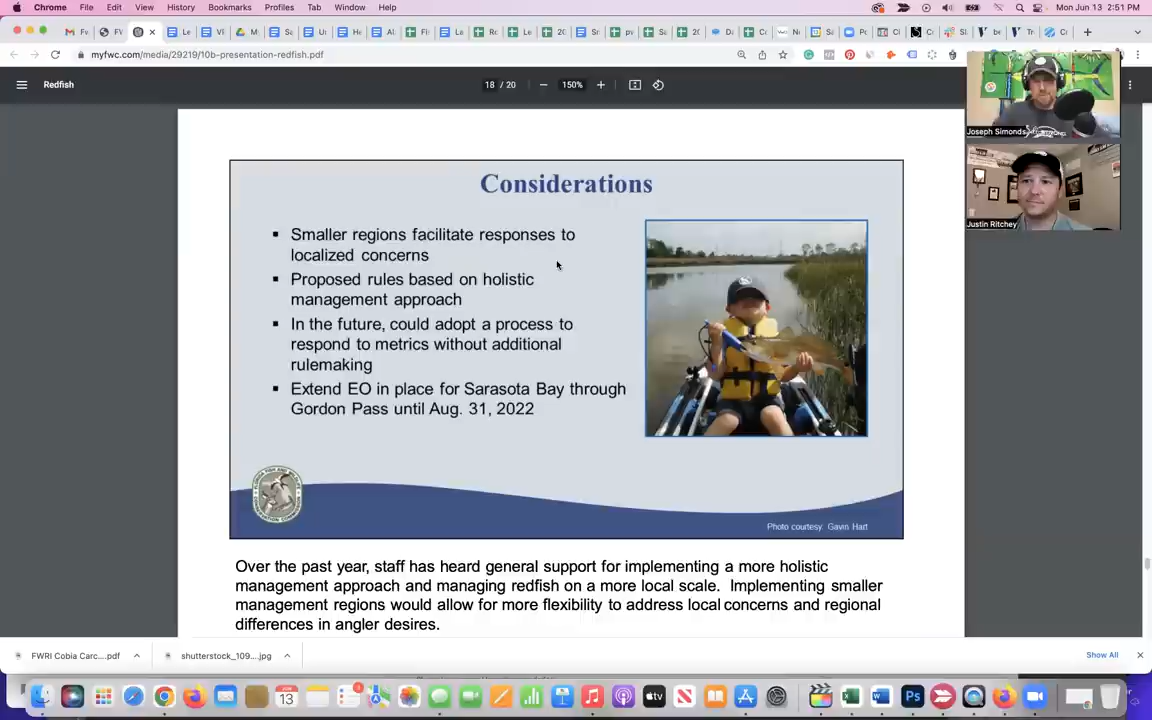 Chrome File Edit View History Bookmarks Profiles Tab Window Help
Mon Jun 13 2:51 PM
myfwc.com/media/29219/10b-presentation-redfish.pdf
Redfish
18 / 20
150%
Joseph Simonds
Justin Ritchey
Considerations
Smaller regions facilitate responses to
localized concerns
Proposed rules based on holistic
management approach
In the future, could adopt a process to
respond to metrics without additional
rulemaking
Extend EO in place for Sarasota Bay through
Gordon Pass until Aug. 31, 2022
Photo courtesy: Gavin Hart
Over the past year, staff has heard general support for implementing a more holistic
management approach and managing redfish on a more local scale. Implementing smaller
management regions would allow for more flexibility to address local concerns and regional
differences in angler desires.
FWRI Cobia Carc....pdf
shutterstock_109....jpg
Show All